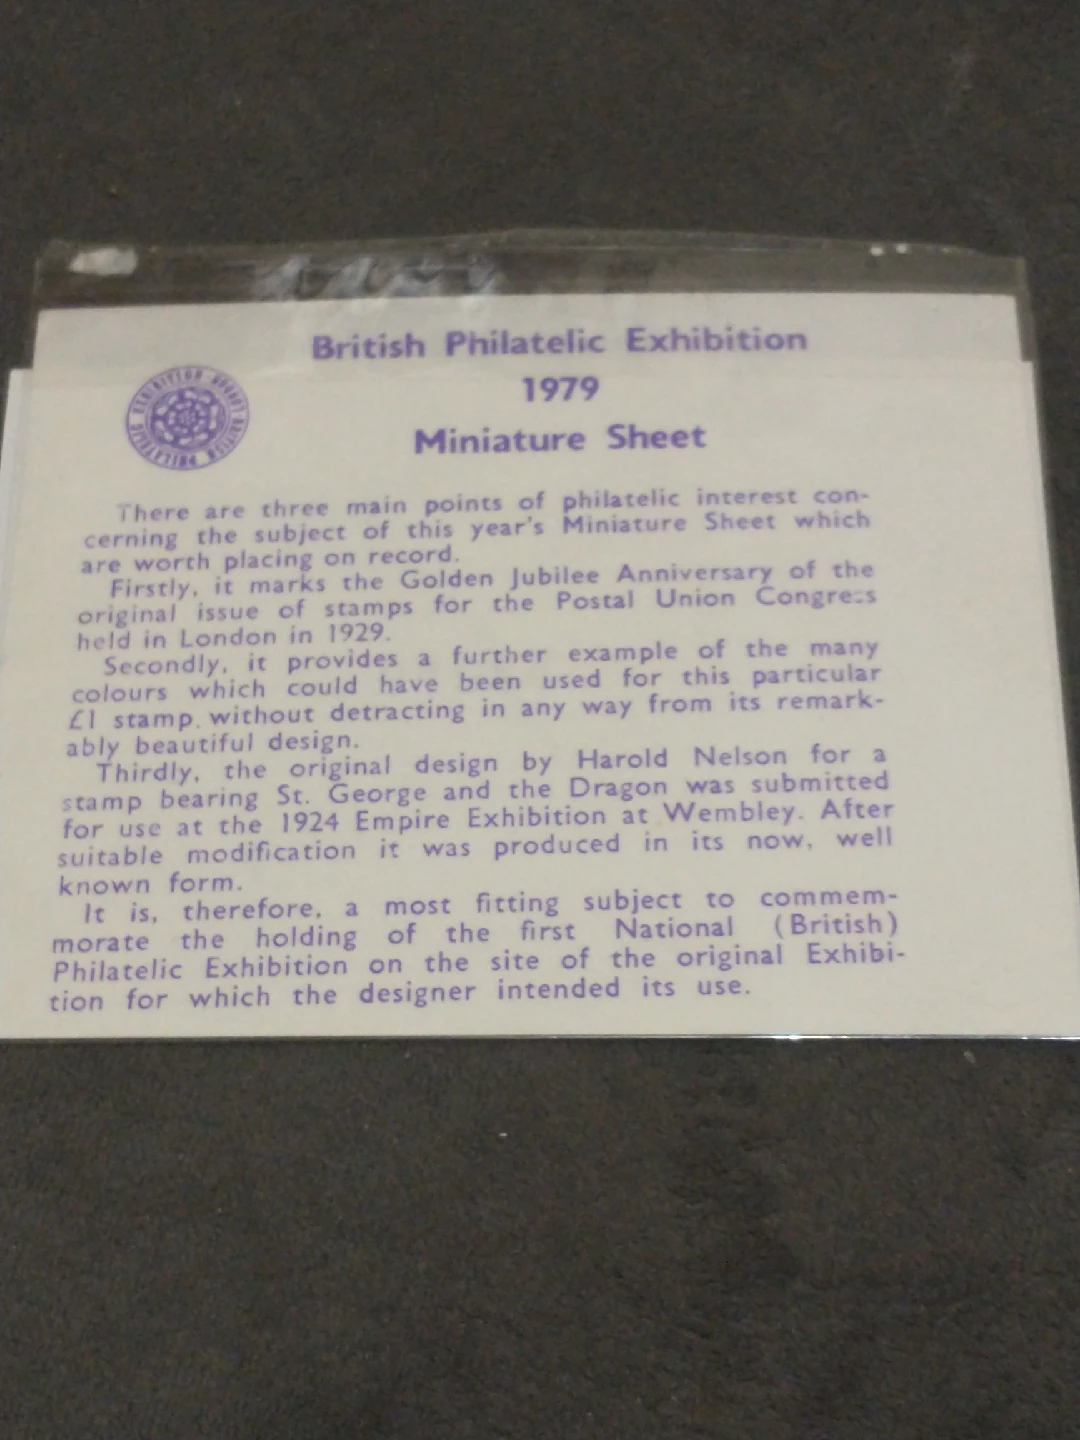 British Philatelic Exhibition
1979
Miniature Sheet
There are three main points of philatelic interest con-
cerning the subject of this year's Miniature Sheet which
are worth placing on record.
Firstly, it marks the Golden Jubilee Anniversary of the
original issue of stamps for the Postal Union Congress
held in London in 1929.
Secondly, it provides a further example of the many
colours which could have been used for this particular
£1 stamp without detracting in any way from its remark-
ably beautiful design.
Thirdly, the original design by Harold Nelson for a
stamp bearing St. George and the Dragon was submitted
for use at the 1924 Empire Exhibition at Wembley. After
suitable modification it was produced in its now, well
known form.
It is, therefore, a most fitting subject to commem-
morate the holding of the first National (British)
Philatelic Exhibition on the site of the original Exhibi-
tion for which the designer intended its use.